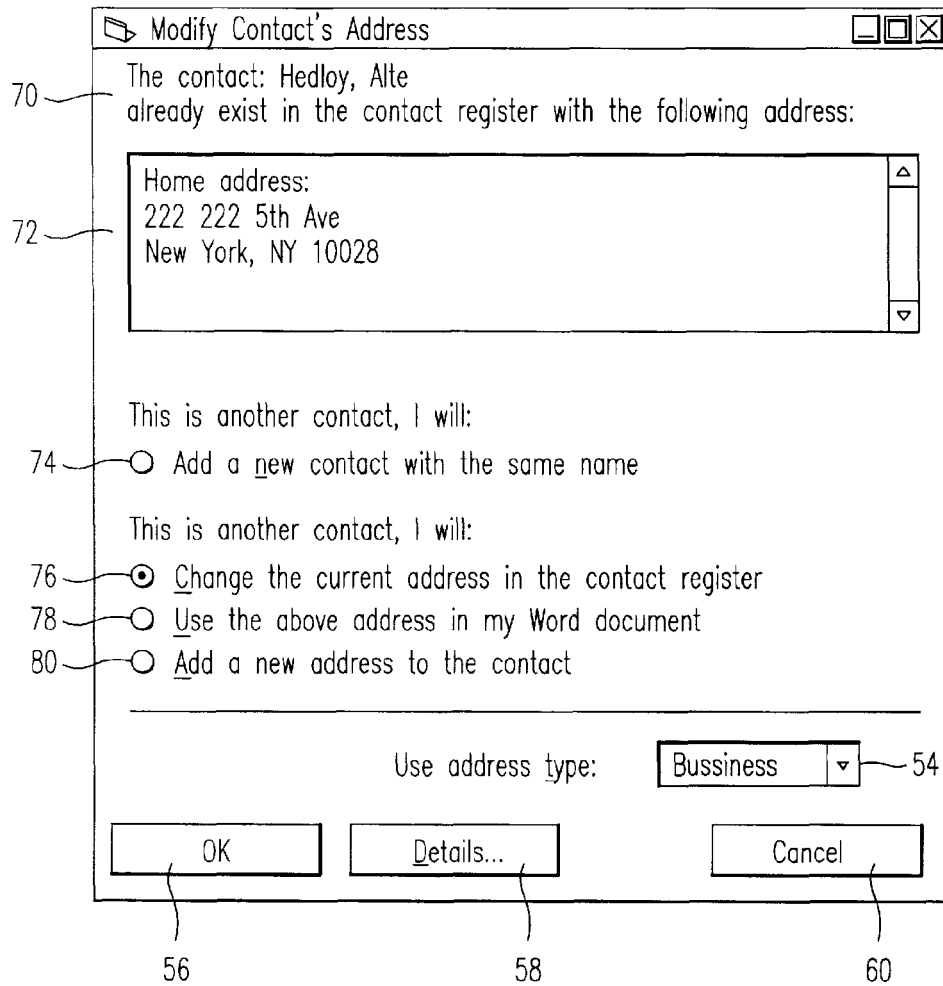 Modify Contact's Address
70
The contact: Hedloy, Alte
already exist in the contact register with the following address:
72
Home address:
222 222 5th Ave
New York, NY 10028
This is another contact, I will:
74
Add a new contact with the same name
This is another contact, I will:
76
Change the current address in the contact register
78
Use the above address in my Word document
80
Add a new address to the contact
Use address type: Bussiness 54
OK Details... Cancel
56 58 60